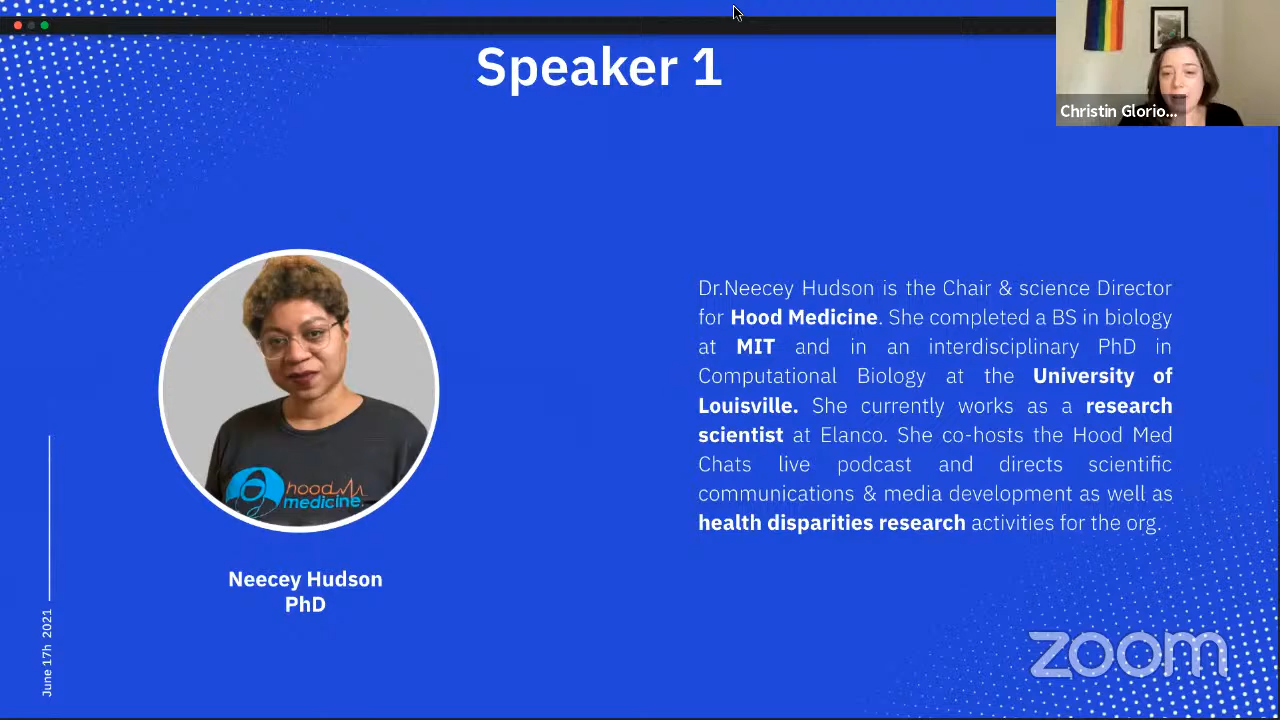 Speaker 1
Christin Glorio...
Dr.Neecey Hudson is the Chair & science Director
for Hood Medicine. She completed a BS in biology
at MIT and in an interdisciplinary PhD in
Computational Biology at the University of
Louisville. She currently works as a research
scientist at Elanco. She co-hosts the Hood Med
Chats live podcast and directs scientific
communications & media development as well as
health disparities research activities for the org.
hood
medicine.
Neecey Hudson
PhD
June 17h 2021
zoom